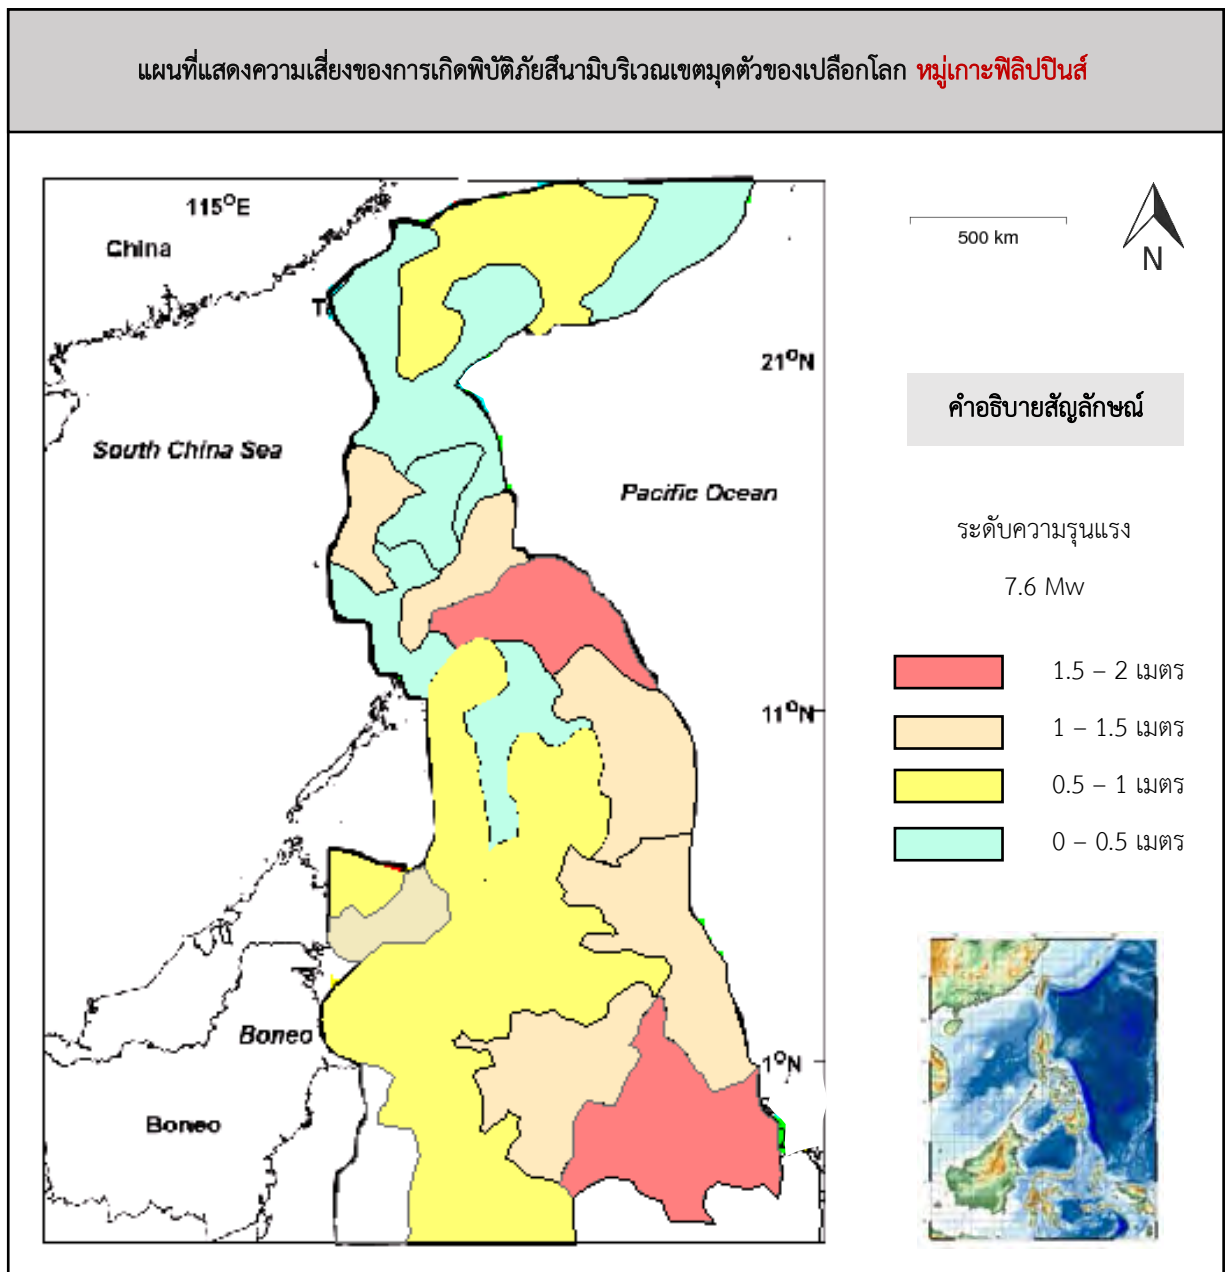 แผนที่แสดงความเสี่ยงของการเกิดพิบัติภัยสึนามิบริเวณเขตมุดตัวของเปลือกโลก หมู่เกาะฟิลิปปินส์
115°E
China
500 km
N
21°N
คำอธิบายสัญลักษณ์
South China Sea
Pacific Ocean
ระดับความรุนแรง
7.6 Mw
1.5 – 2 เมตร
11°N
1 – 1.5 เมตร
0.5 – 1 เมตร
0 – 0.5 เมตร
Boneo
1°N
Boneo